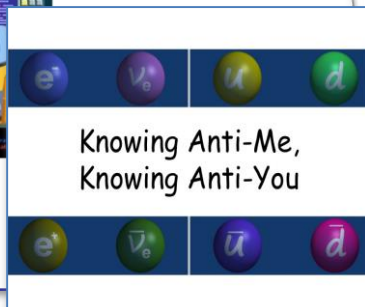 e⁻ νₑ u d
Knowing Anti-Me,
Knowing Anti-You
e⁺ ν̅ₑ u̅ d̅